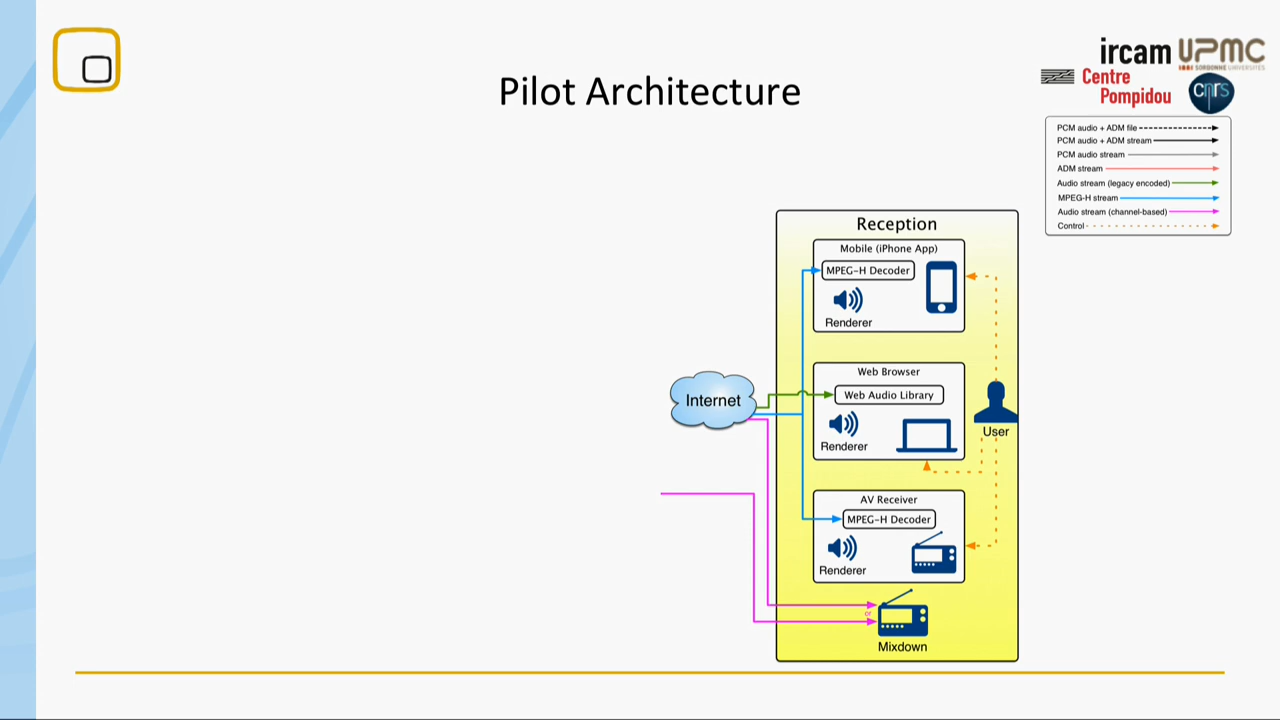 Pilot Architecture
ircam
UPMC
SORBONNE UNIVERSITÉS
Centre
Pompidou
cnrs
PCM audio + ADM file
PCM audio + ADM stream
PCM audio stream
ADM stream
Audio stream (legacy encoded)
MPEG-H stream
Audio stream (channel-based)
Control
Reception
Mobile (iPhone App)
MPEG-H Decoder
Renderer
Internet
Web Browser
Web Audio Library
Renderer
User
AV Receiver
MPEG-H Decoder
Renderer
or
Mixdown